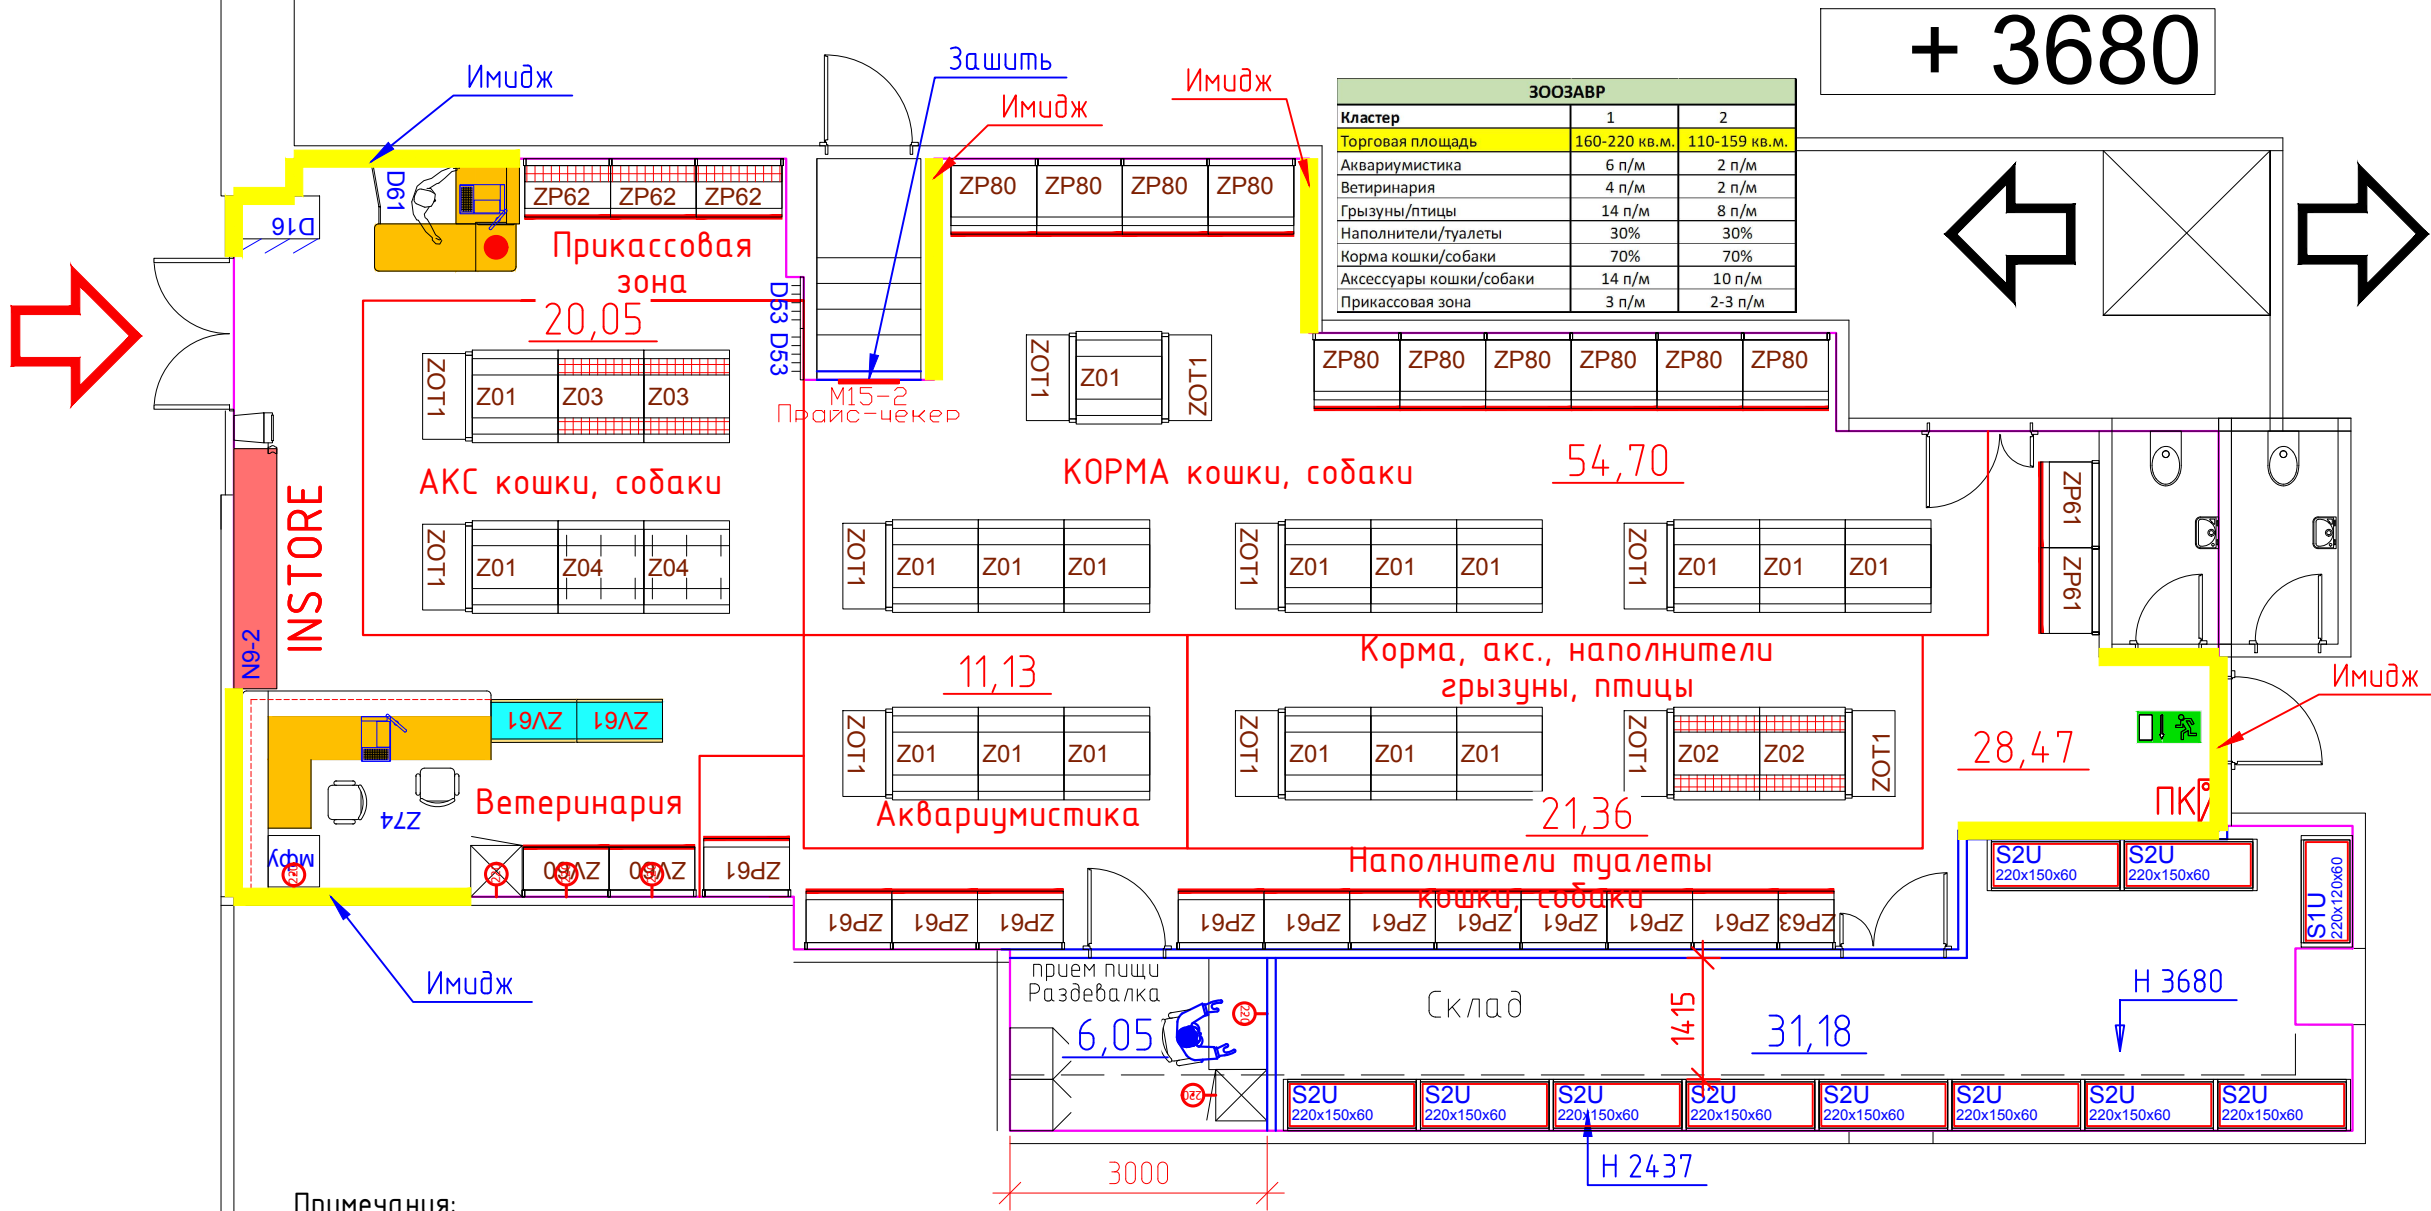 + 3680
Имидж
Зашить
Имидж
Имидж
ЗООЗАВР
Кластер 1 2
Торговая площадь 160-220 кв.м. 110-159 кв.м.
Аквариумистика 6 п/м 2 п/м
Ветиринария 4 п/м 2 п/м
Грызуны/птицы 14 п/м 8 п/м
Наполнители/туалеты 30% 30%
Корма кошки/собаки 70% 70%
Аксессуары кошки/собаки 14 п/м 10 п/м
Прикассовая зона 3 п/м 2-3 п/м
D61
D16
ZP62 ZP62 ZP62
ZP80 ZP80 ZP80 ZP80
Прикассовая
зона
20,05
D53 D53
M15-2
Прайс-чекер
ZOT1 Z01 Z03 Z03
ZOT1 Z01 ZOT1
ZP80 ZP80 ZP80 ZP80 ZP80 ZP80
АКС кошки, собаки
КОРМА кошки, собаки
54,70
INSTORE
N9-2
ZOT1 Z01 Z04 Z04
ZOT1 Z01 Z01 Z01
ZOT1 Z01 Z01 Z01
ZOT1 Z01 Z01 Z01
ZP61
ZP61
11,13
Корма, акс., наполнители
грызуны, птицы
Имидж
ZV61 ZV61
ZOT1 Z01 Z01 Z01
ZOT1 Z01 Z01 Z01
ZOT1 Z02 Z02 ZOT1
28,47
ПК
Z74
Ветеринария
Аквариумистика
21,36
мфу
220
220 220 220
ZV60 ZV60 ZP61
Наполнители туалеты
кошки, собаки
ZP61 ZP61 ZP61
ZP61 ZP61 ZP61 ZP61 ZP61 ZP61 ZP61 ZP63
S2U
220x150x60
S2U
220x150x60
S1U
220x120x60
Имидж
прием пищи
Раздевалка
6,05
220
220
Склад
1415
31,18
H 3680
S2U
220x150x60
S2U
220x150x60
S2U
220x150x60
S2U
220x150x60
S2U
220x150x60
S2U
220x150x60
S2U
220x150x60
S2U
220x150x60
3000
H 2437
Примечания: